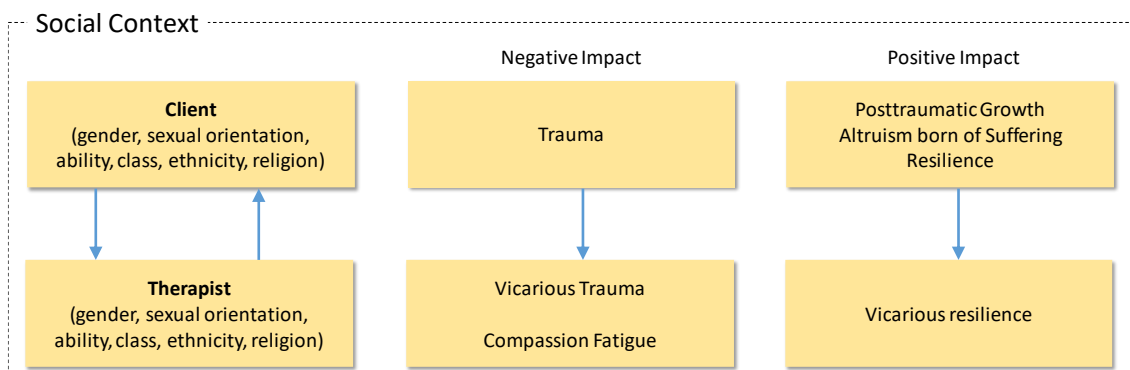 Social Context
Negative Impact
Positive Impact
Client
(gender, sexual orientation,
ability, class, ethnicity, religion)
Trauma
Posttraumatic Growth
Altruism born of Suffering
Resilience
Therapist
(gender, sexual orientation,
ability, class, ethnicity, religion)
Vicarious Trauma
Compassion Fatigue
Vicarious resilience